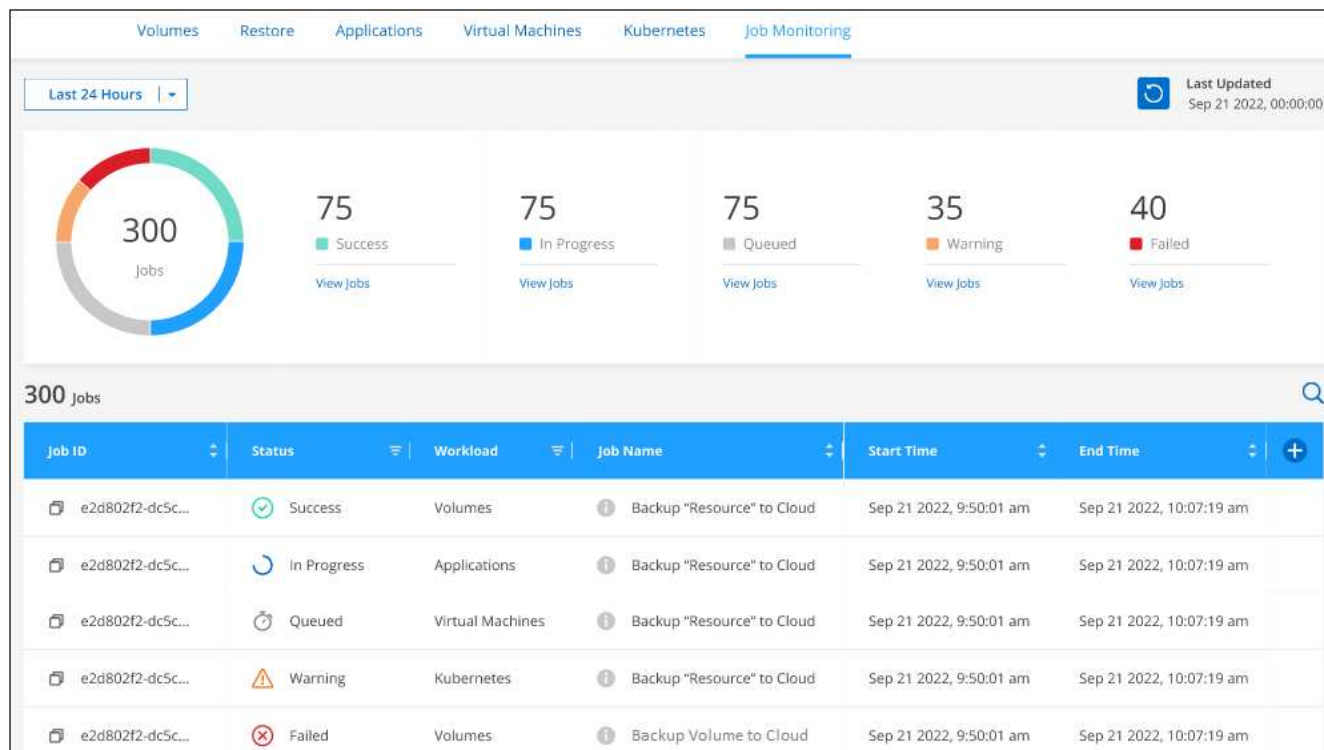 Volumes Restore Applications Virtual Machines Kubernetes Job Monitoring
Last 24 Hours
Last Updated
Sep 21 2022, 00:00:00
300
Jobs
75 75 75 35 40
Success In Progress Queued Warning Failed
View Jobs View Jobs View Jobs View Jobs View Jobs
300 Jobs
Job ID Status Workload Job Name Start Time End Time
e2d802f2-dc5c... Success Volumes Backup “Resource” to Cloud Sep 21 2022, 9:50:01 am Sep 21 2022, 10:07:19 am
e2d802f2-dc5c... In Progress Applications Backup “Resource” to Cloud Sep 21 2022, 9:50:01 am Sep 21 2022, 10:07:19 am
e2d802f2-dc5c... Queued Virtual Machines Backup “Resource” to Cloud Sep 21 2022, 9:50:01 am Sep 21 2022, 10:07:19 am
e2d802f2-dc5c... Warning Kubernetes Backup “Resource” to Cloud Sep 21 2022, 9:50:01 am Sep 21 2022, 10:07:19 am
e2d802f2-dc5c... Failed Volumes Backup Volume to Cloud Sep 21 2022, 9:50:01 am Sep 21 2022, 10:07:19 am